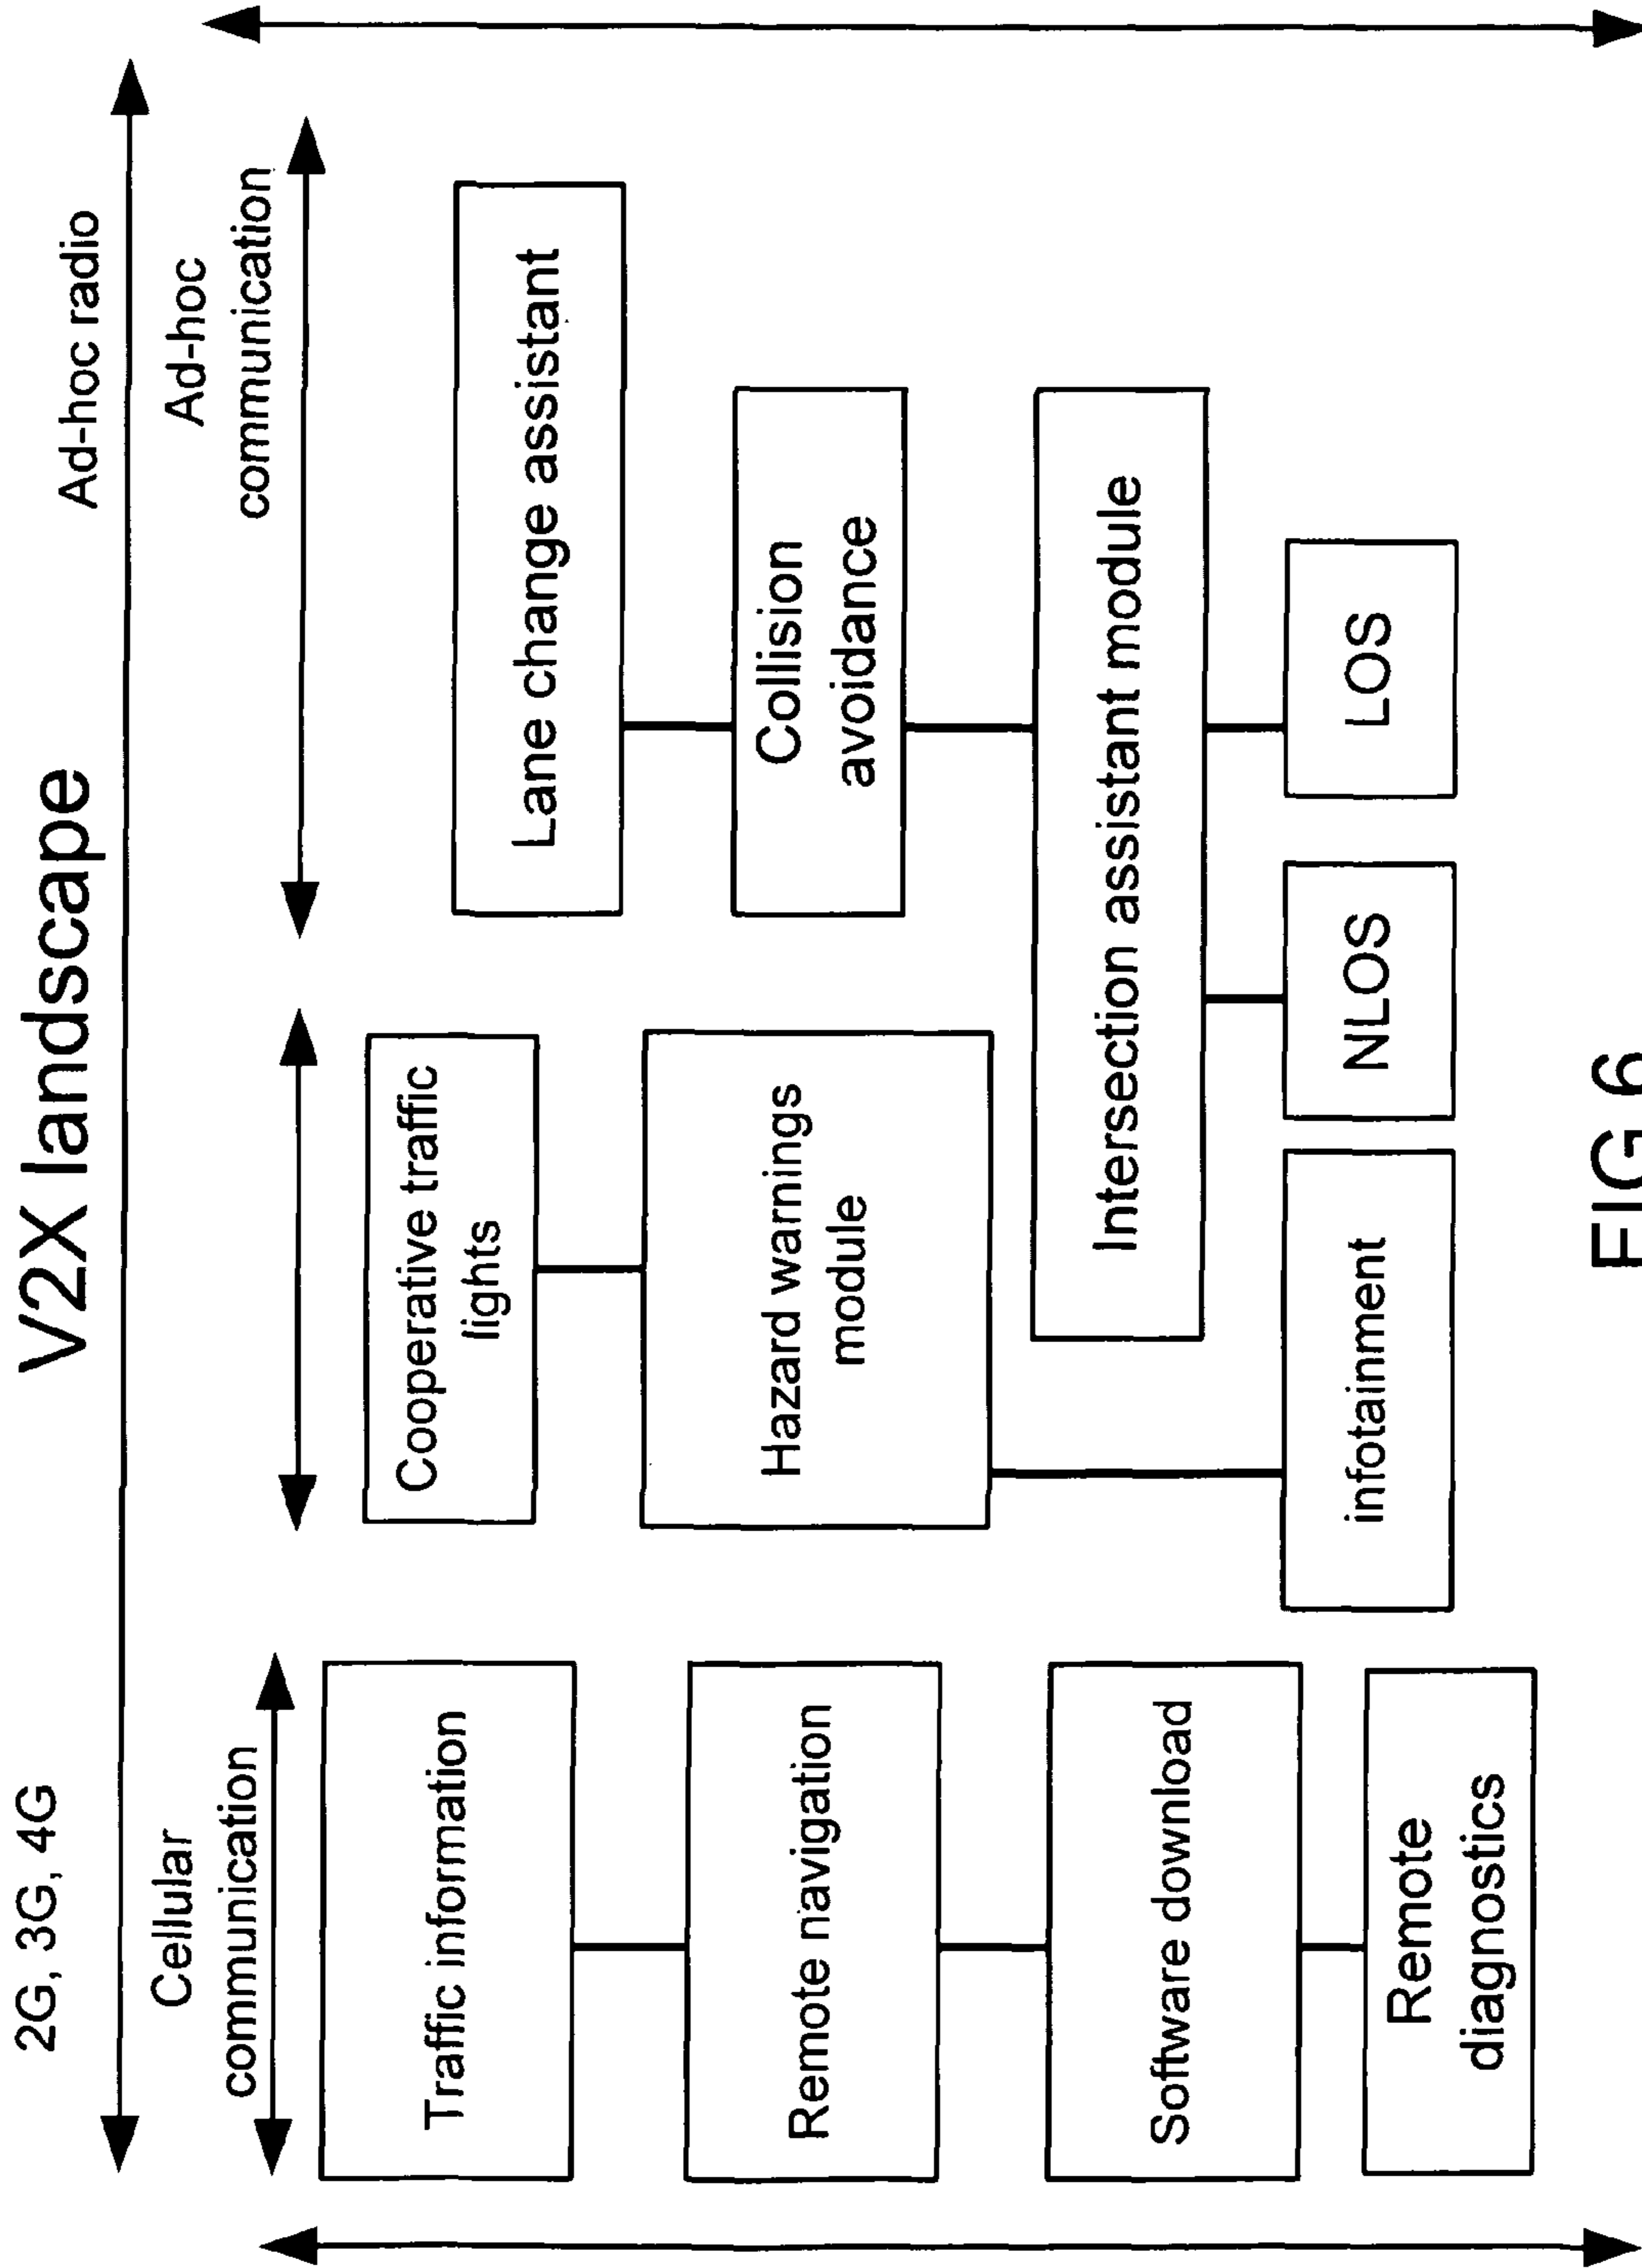 V2X landscape
2G, 3G, 4G
Ad-hoc radio
Cellular
communication
Ad-hoc
communication
Traffic information
Remote navigation
Software download
Remote
diagnostics
Cooperative traffic
lights
Hazard warnings
module
infotainment
Lane change assistant
Collision
avoidance
Intersection assistant module
NLOS
LOS
FIG 6